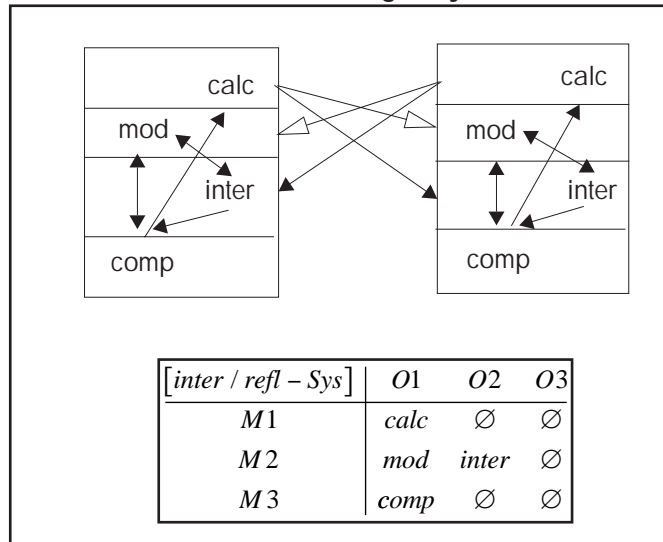 calc
mod
inter
comp
calc
mod
inter
comp
[inter / refl – Sys] O1 O2 O3
M1 calc ∅ ∅
M2 mod inter ∅
M3 comp ∅ ∅